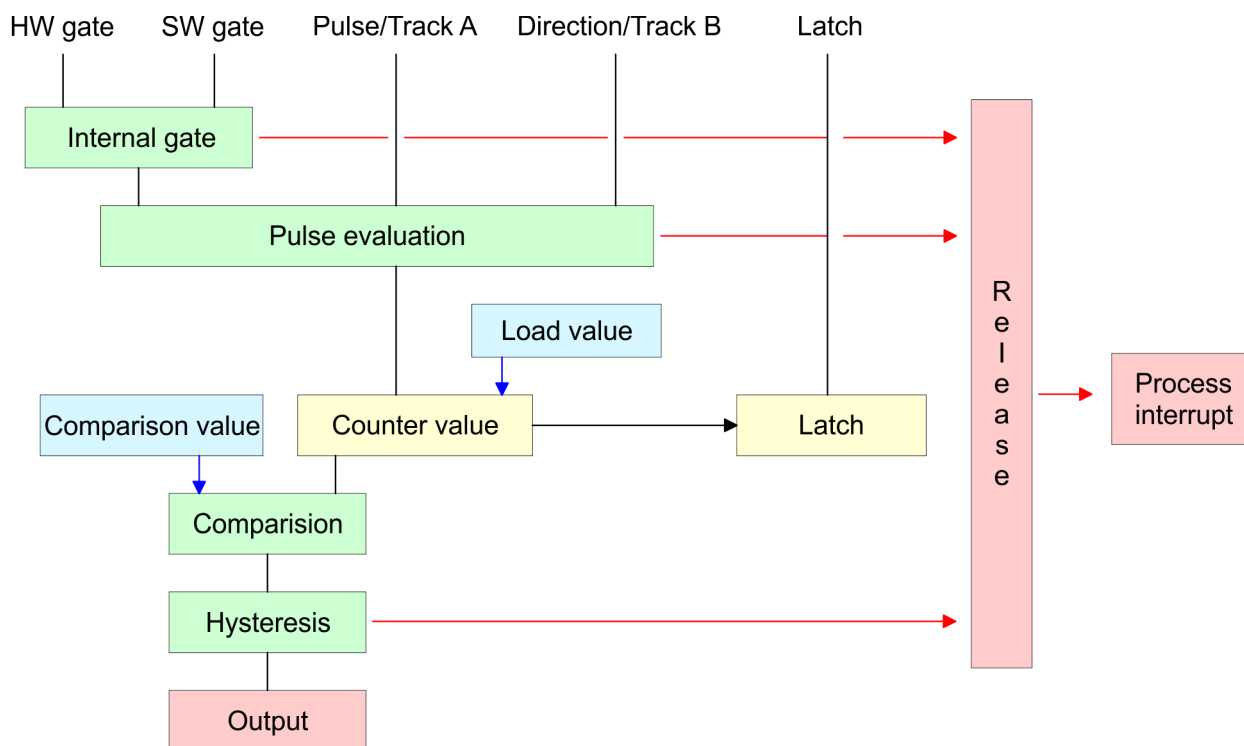 HW gate
SW gate
Pulse/Track A
Direction/Track B
Latch
Internal gate
Pulse evaluation
Load value
Release
Process
interrupt
Comparison value
Counter value
Latch
Comparision
Hysteresis
Output